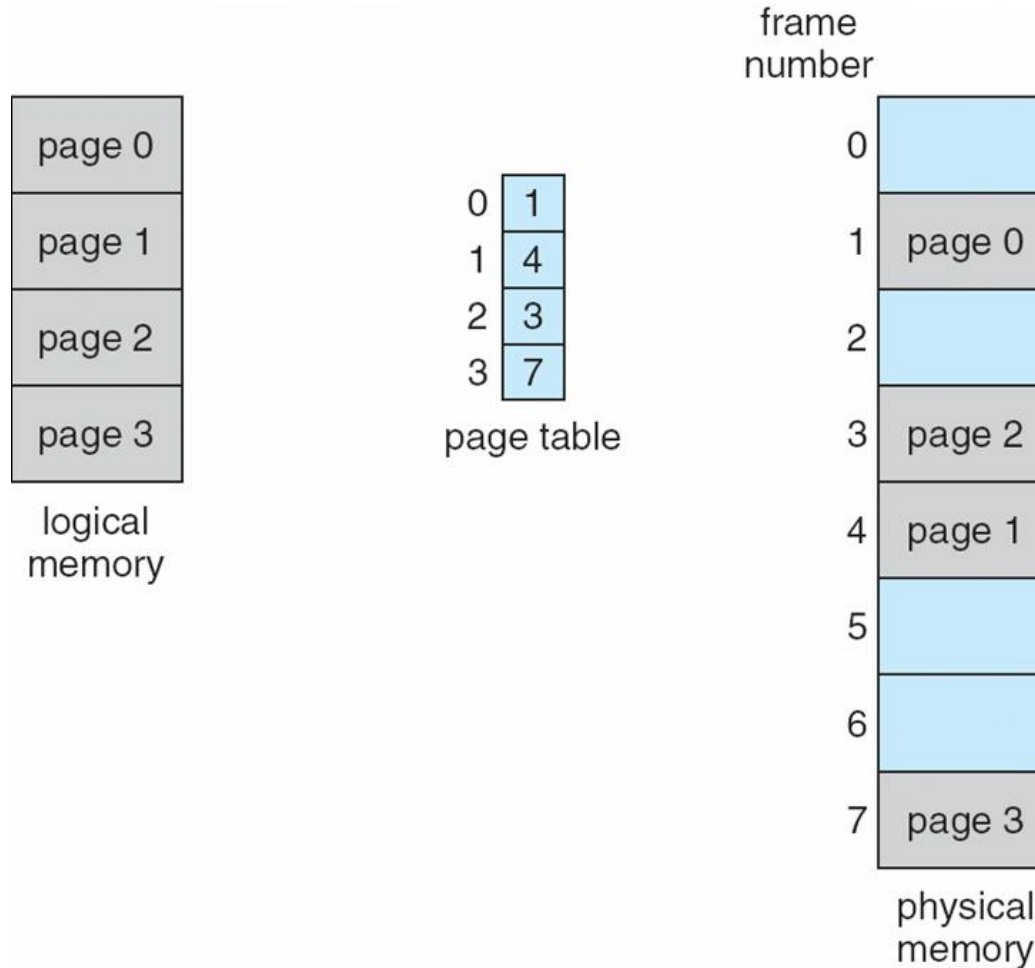 page 0
page 1
page 2
page 3
logical
memory
0 1
1 4
2 3
3 7
page table
frame
number
0
1 page 0
2
3 page 2
4 page 1
5
6
7 page 3
physical
memory